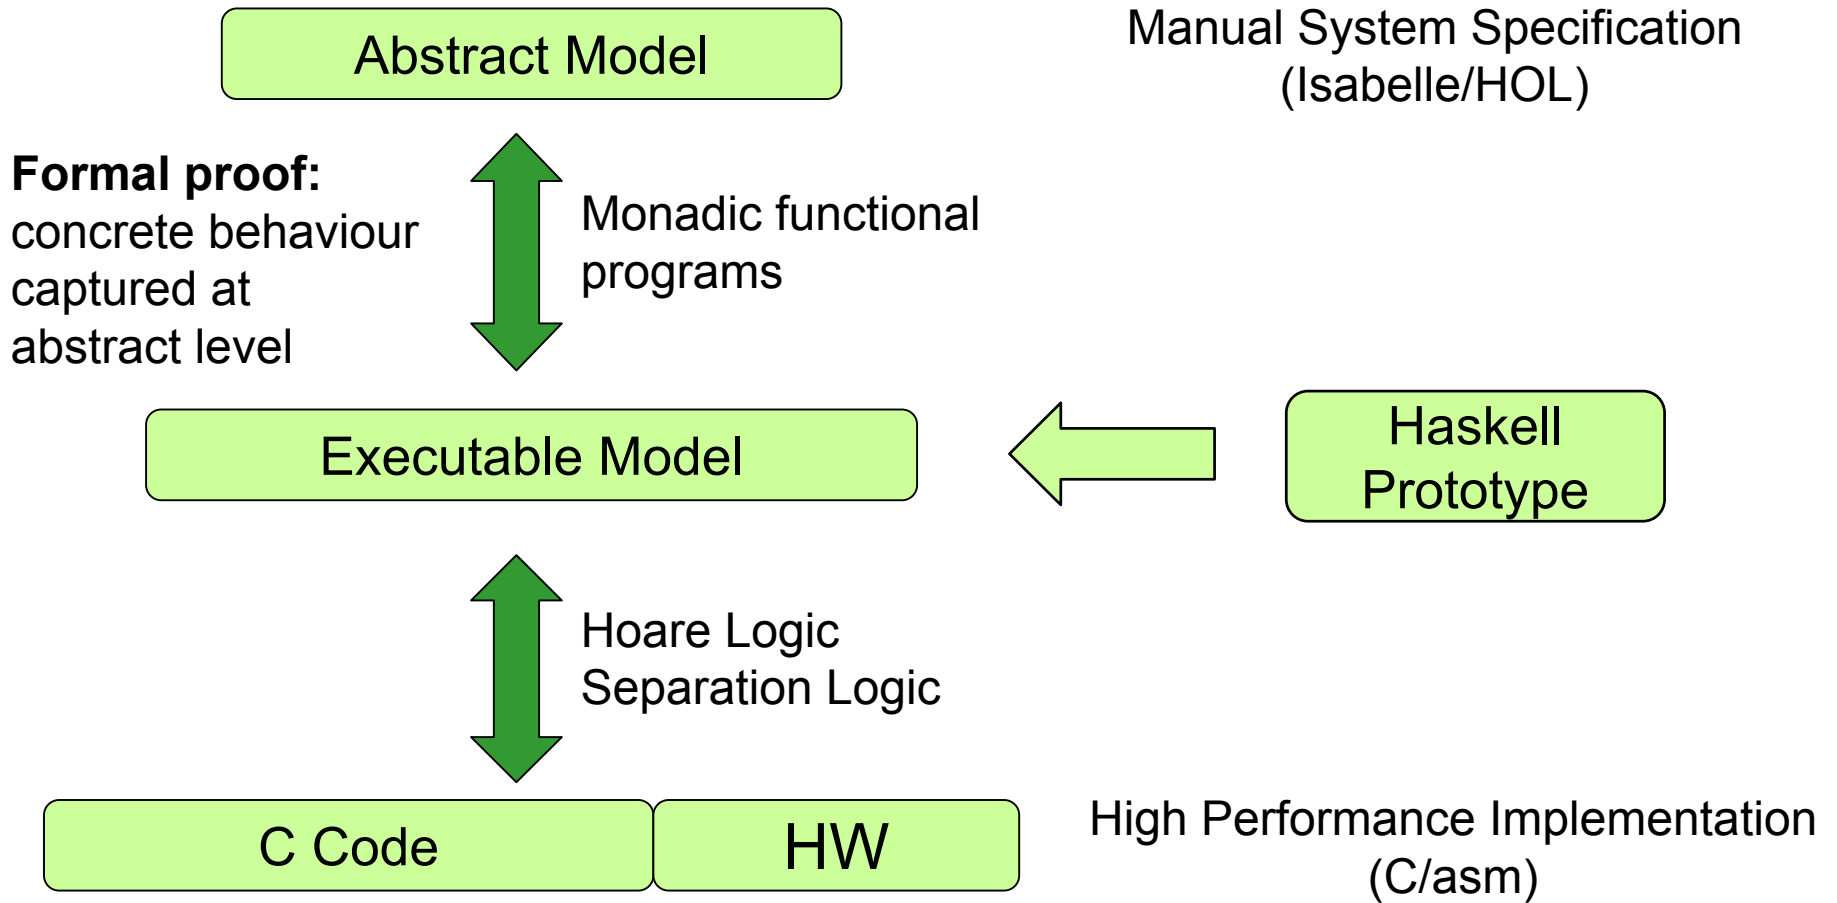 Abstract Model
Manual System Specification
(Isabelle/HOL)
Formal proof:
concrete behaviour
captured at
abstract level
Monadic functional
programs
Executable Model
Haskell
Prototype
Hoare Logic
Separation Logic
C Code
HW
High Performance Implementation
(C/asm)